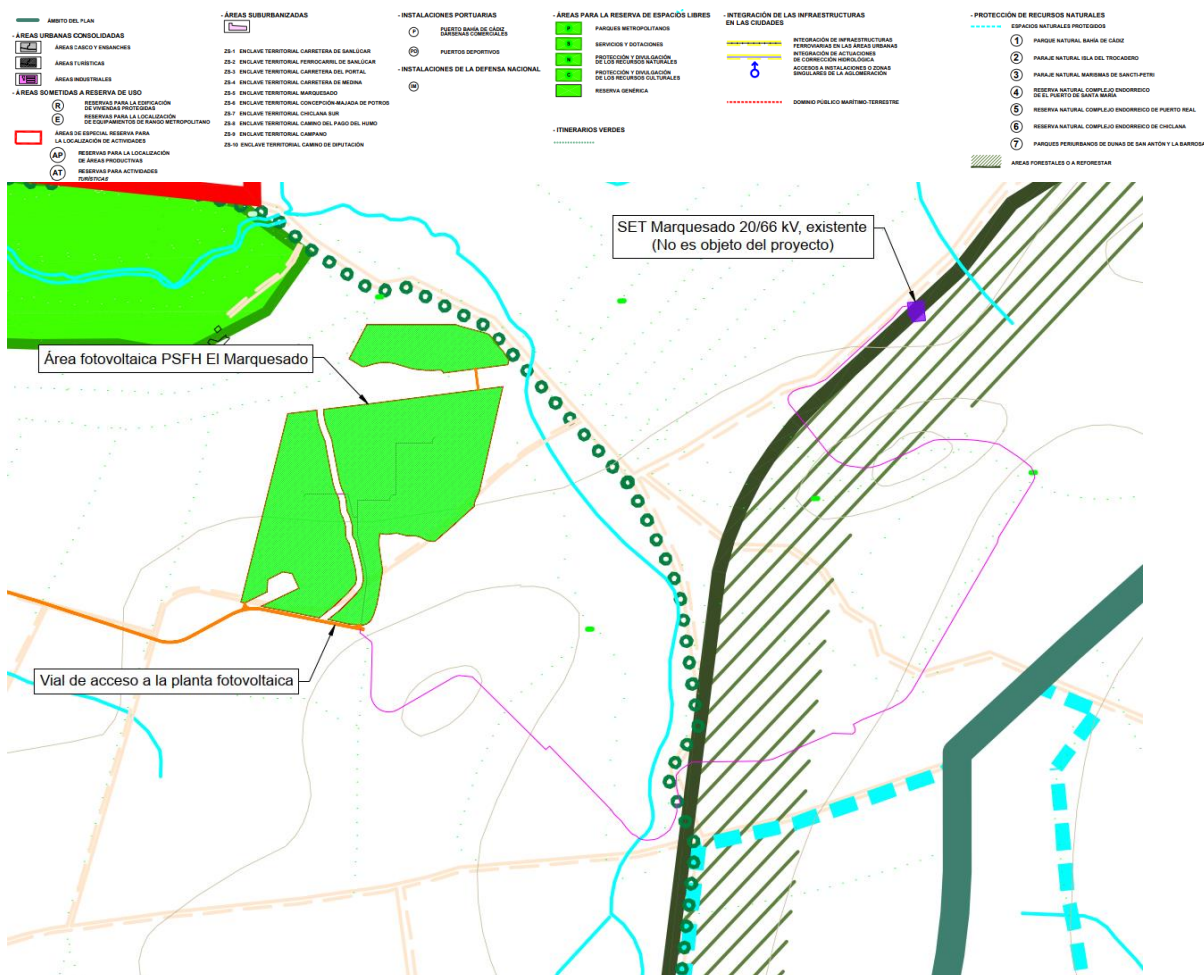 ÁMBITO DEL PLAN
- ÁREAS URBANAS CONSOLIDADAS
ÁREAS CASCO Y ENSANCHES
ÁREAS TURÍSTICAS
ÁREAS INDUSTRIALES
- ÁREAS SOMETIDAS A RESERVA DE USO
R
RESERVAS PARA LA EDIFICACIÓN
DE VIVIENDAS PROTEGIDAS
E
RESERVAS PARA LA LOCALIZACIÓN
DE EQUIPAMIENTOS DE RANGO METROPOLITANO
ÁREAS DE ESPECIAL RESERVA PARA
LA LOCALIZACIÓN DE ACTIVIDADES
AP
RESERVAS PARA LA LOCALIZACIÓN
DE ÁREAS PRODUCTIVAS
AT
RESERVAS PARA ACTIVIDADES
TURÍSTICAS
- ÁREAS SUBURBANIZADAS
ZS-1 ENCLAVE TERRITORIAL CARRETERA DE SANLÚCAR
ZS-2 ENCLAVE TERRITORIAL FERROCARRIL DE SANLÚCAR
ZS-3 ENCLAVE TERRITORIAL CARRETERA DEL PORTAL
ZS-4 ENCLAVE TERRITORIAL CARRETERA DE MEDINA
ZS-5 ENCLAVE TERRITORIAL MARQUESADO
ZS-6 ENCLAVE TERRITORIAL CONCEPCIÓN-MAJADA DE POTROS
ZS-7 ENCLAVE TERRITORIAL CHICLANA SUR
ZS-8 ENCLAVE TERRITORIAL CAMINO DEL PAGO DEL HUMO
ZS-9 ENCLAVE TERRITORIAL CAMPANO
ZS-10 ENCLAVE TERRITORIAL CAMINO DE DIPUTACIÓN
- INSTALACIONES PORTUARIAS
P
PUERTO BAHÍA DE CÁDIZ
DÁRSENAS COMERCIALES
PD
PUERTOS DEPORTIVOS
- INSTALACIONES DE LA DEFENSA NACIONAL
IM
- ÁREAS PARA LA RESERVA DE ESPACIOS LIBRES
P
PARQUES METROPOLITANOS
S
SERVICIOS Y DOTACIONES
N
PROTECCIÓN Y DIVULGACIÓN
DE LOS RECURSOS NATURALES
C
PROTECCIÓN Y DIVULGACIÓN
DE LOS RECURSOS CULTURALES
RESERVA GENÉRICA
- ITINERARIOS VERDES
- INTEGRACIÓN DE LAS INFRAESTRUCTURAS
EN LAS CIUDADES
INTEGRACIÓN DE INFRAESTRUCTURAS
FERROVIARIAS EN LAS ÁREAS URBANAS
INTEGRACIÓN DE ACTUACIONES
DE CORRECCIÓN HIDROLÓGICA
ACCESOS A INSTALACIONES O ZONAS
SINGULARES DE LA AGLOMERACIÓN
DOMINIO PÚBLICO MARÍTIMO-TERRESTRE
- PROTECCIÓN DE RECURSOS NATURALES
ESPACIOS NATURALES PROTEGIDOS
1 PARQUE NATURAL BAHÍA DE CÁDIZ
2 PARAJE NATURAL ISLA DEL TROCADERO
3 PARAJE NATURAL MARISMAS DE SANCTI-PETRI
4 RESERVA NATURAL COMPLEJO ENDORREICO
DE EL PUERTO DE SANTA MARÍA
5 RESERVA NATURAL COMPLEJO ENDORREICO DE PUERTO REAL
6 RESERVA NATURAL COMPLEJO ENDORREICO DE CHICLANA
7 PARQUES PERIURBANOS DE DUNAS DE SAN ANTÓN Y LA BARROSA
AREAS FORESTALES O A REFORESTAR
SET Marquesado 20/66 kV, existente
(No es objeto del proyecto)
Área fotovoltaica PSFH El Marquesado
Vial de acceso a la planta fotovoltaica